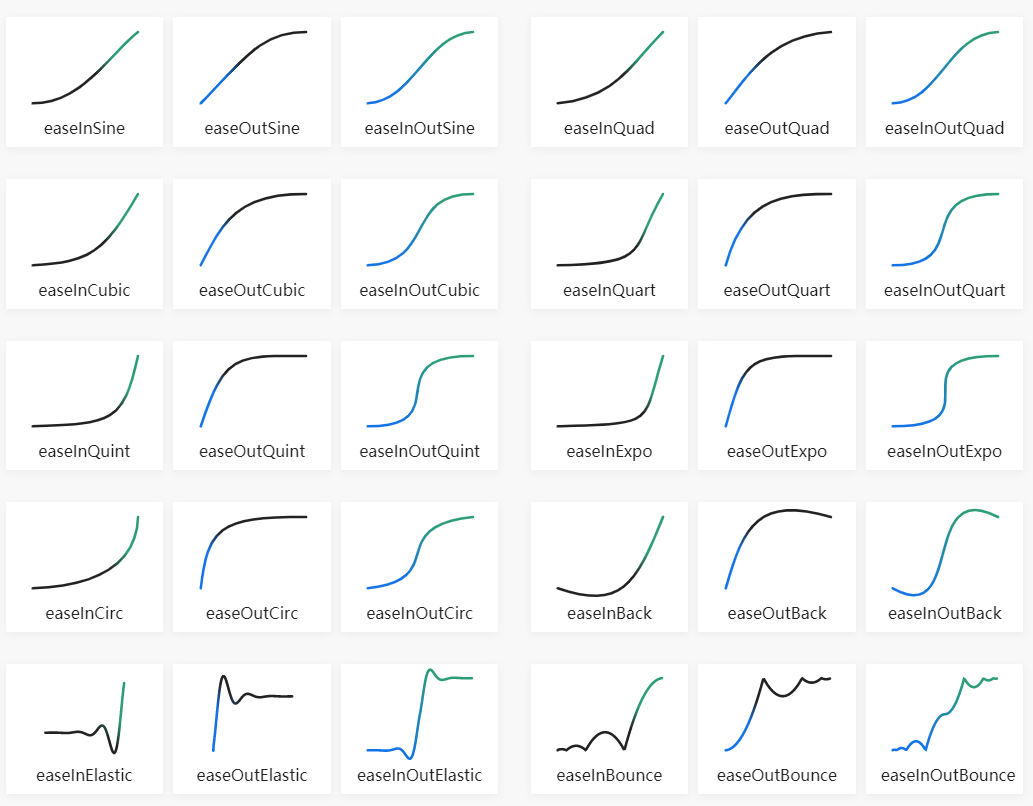 easeInSine
easeOutSine
easeInOutSine
easeInQuad
easeOutQuad
easeInOutQuad
easeInCubic
easeOutCubic
easeInOutCubic
easeInQuart
easeOutQuart
easeInOutQuart
easeInQuint
easeOutQuint
easeInOutQuint
easeInExpo
easeOutExpo
easeInOutExpo
easeInCirc
easeOutCirc
easeInOutCirc
easeInBack
easeOutBack
easeInOutBack
easeInElastic
easeOutElastic
easeInOutElastic
easeInBounce
easeOutBounce
easeInOutBounce